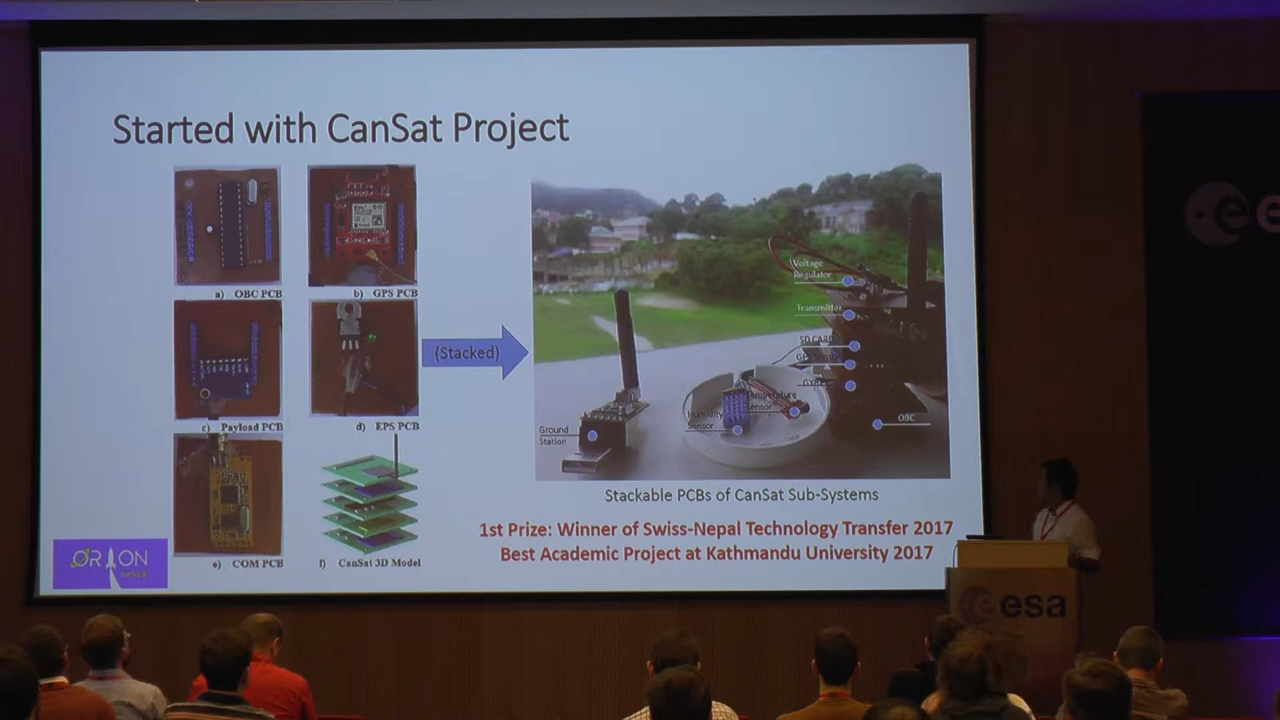 Started with CanSat Project
a) OBC PCB
b) GPS PCB
c) Payload PCB
d) EPS PCB
e) COM PCB
f) CanSat 3D Model
(Stacked)
Voltage
Regulator
Transmitter
SD CARD
Temperature
Sensor
Humidity
Sensor
Ground
Station
OBC
Stackable PCBs of CanSat Sub-Systems
1st Prize: Winner of Swiss-Nepal Technology Transfer 2017
Best Academic Project at Kathmandu University 2017
ORION
SPACE
esa
e